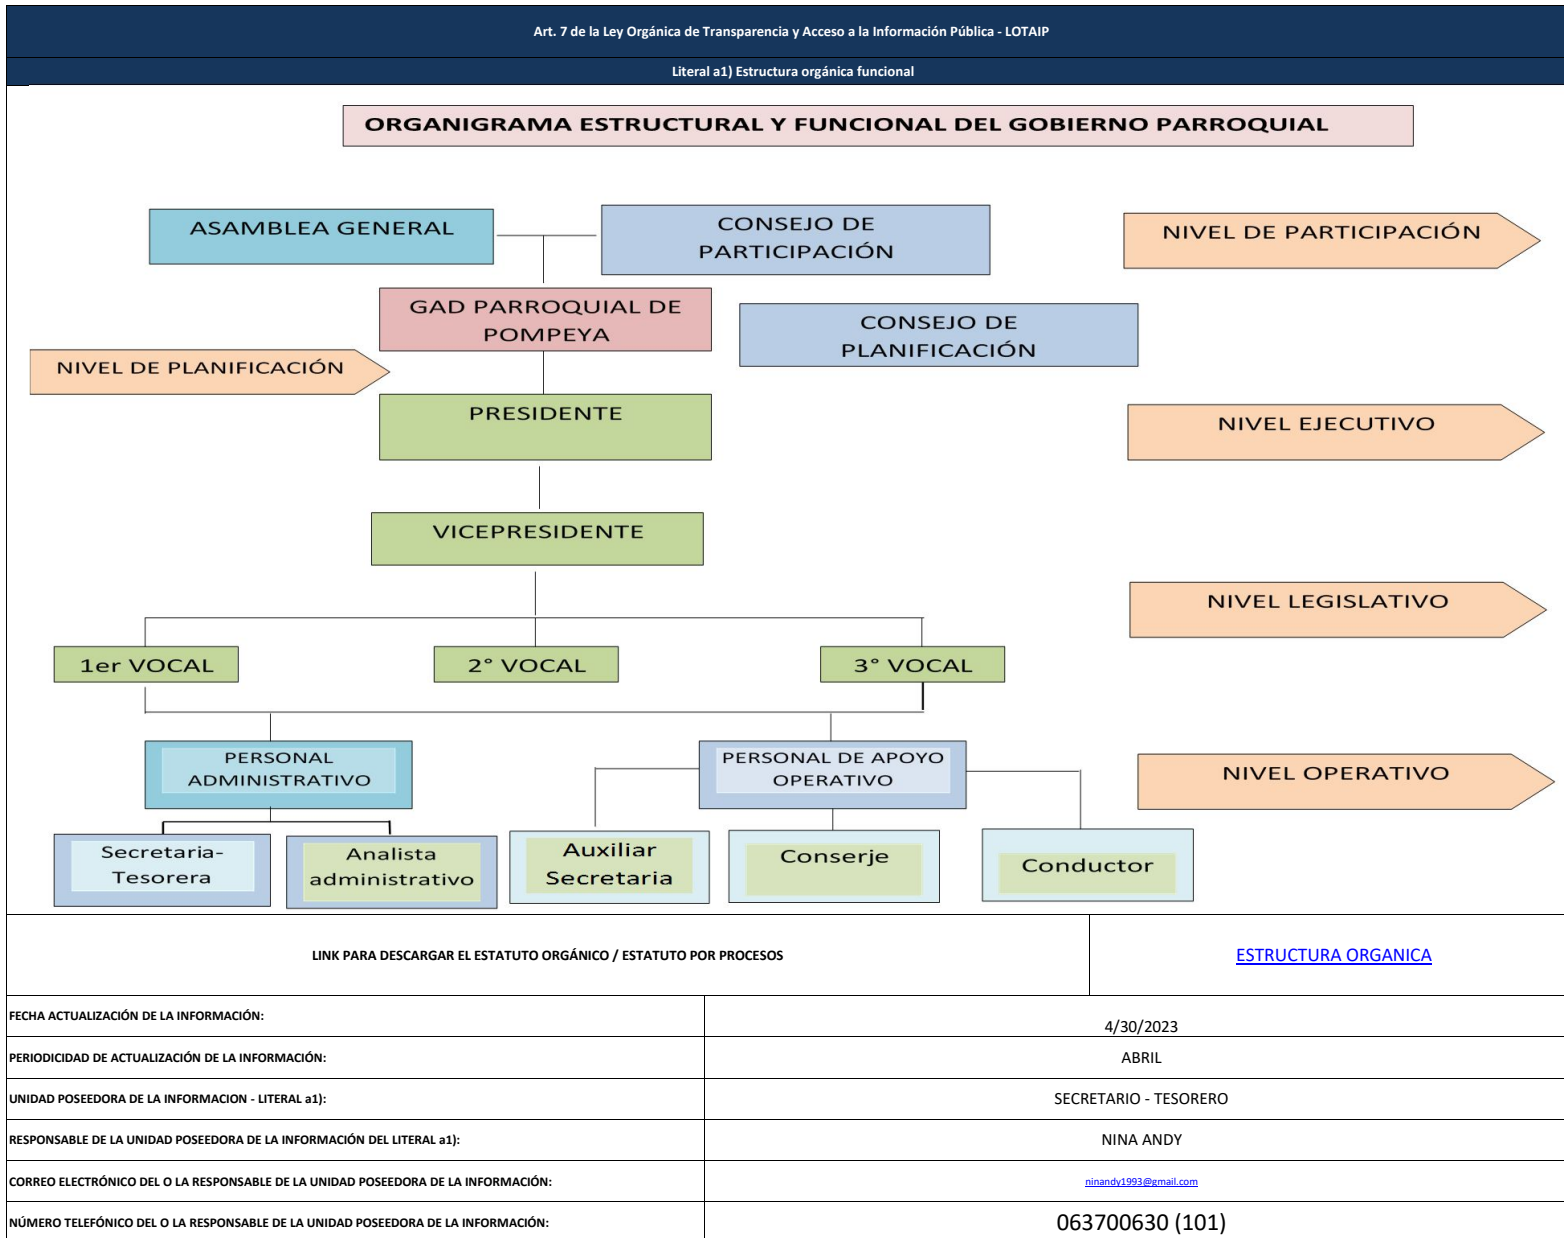 Art. 7 de la Ley Orgánica de Transparencia y Acceso a la Información Pública - LOTAIP
Literal a1) Estructura orgánica funcional
ORGANIGRAMA ESTRUCTURAL Y FUNCIONAL DEL GOBIERNO PARROQUIAL
ASAMBLEA GENERAL
CONSEJO DE
PARTICIPACIÓN
NIVEL DE PARTICIPACIÓN
GAD PARROQUIAL DE
POMPEYA
CONSEJO DE
PLANIFICACIÓN
NIVEL DE PLANIFICACIÓN
PRESIDENTE
NIVEL EJECUTIVO
VICEPRESIDENTE
NIVEL LEGISLATIVO
1er VOCAL
2° VOCAL
3° VOCAL
PERSONAL
ADMINISTRATIVO
PERSONAL DE APOYO
OPERATIVO
NIVEL OPERATIVO
Secretaria-
Tesorera
Analista
administrativo
Auxiliar
Secretaria
Conserje
Conductor
LINK PARA DESCARGAR EL ESTATUTO ORGÁNICO / ESTATUTO POR PROCESOS
ESTRUCTURA ORGANICA
FECHA ACTUALIZACIÓN DE LA INFORMACIÓN:
4/30/2023
PERIODICIDAD DE ACTUALIZACIÓN DE LA INFORMACIÓN:
ABRIL
UNIDAD POSEEDORA DE LA INFORMACION - LITERAL a1):
SECRETARIO - TESORERO
RESPONSABLE DE LA UNIDAD POSEEDORA DE LA INFORMACIÓN DEL LITERAL a1):
NINA ANDY
CORREO ELECTRÓNICO DEL O LA RESPONSABLE DE LA UNIDAD POSEEDORA DE LA INFORMACIÓN:
ninandy1993@gmail.com
NÚMERO TELEFÓNICO DEL O LA RESPONSABLE DE LA UNIDAD POSEEDORA DE LA INFORMACIÓN:
063700630 (101)